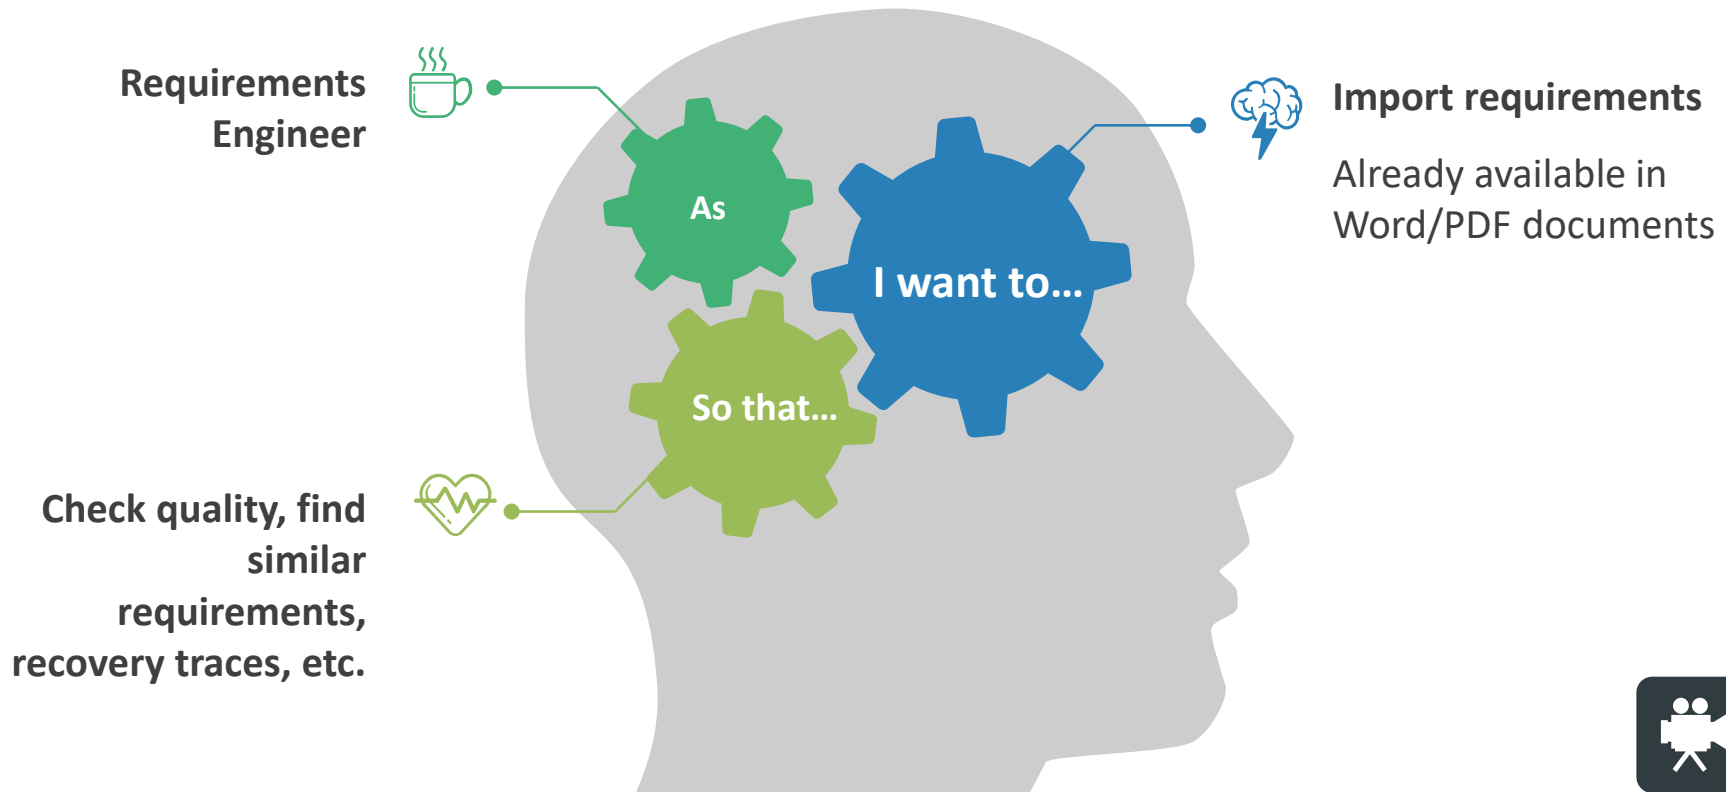 Requirements
Engineer
As
I want to…
Import requirements
Already available in
Word/PDF documents
So that…
Check quality, find
similar
requirements,
recovery traces, etc.